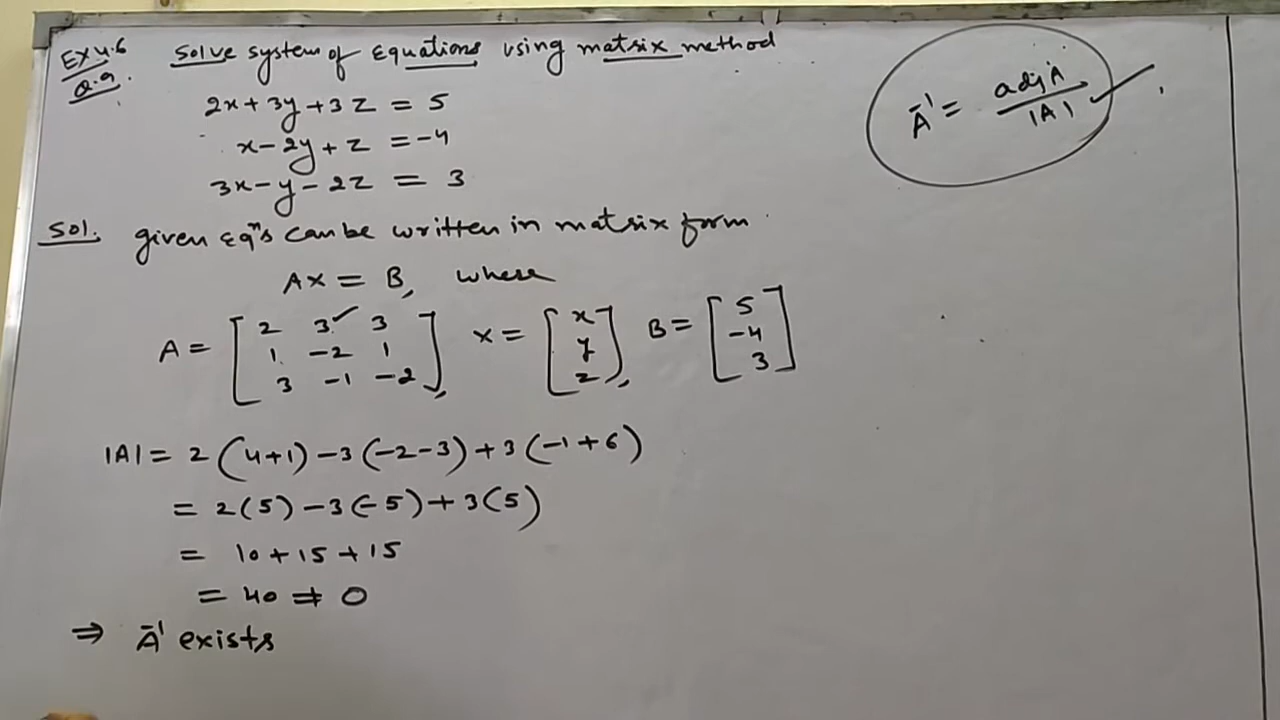 Ex 4.6 Solve system of Equations using matrix method
Q.9.
2x + 3y + 3z = 5
x - 2y + z = -4
3x - y - 2z = 3
A⁻¹ = adj A / |A|
Sol. given Eqⁿs can be written in matrix form
AX = B, where
A = [2 3 3
1 -2 1
3 -1 -2], X = [x
y
z], B = [5
-4
3]
|A| = 2(4+1) - 3(-2-3) + 3(-1+6)
= 2(5) - 3(-5) + 3(5)
= 10 + 15 + 15
= 40 ≠ 0
⇒ A⁻¹ exists